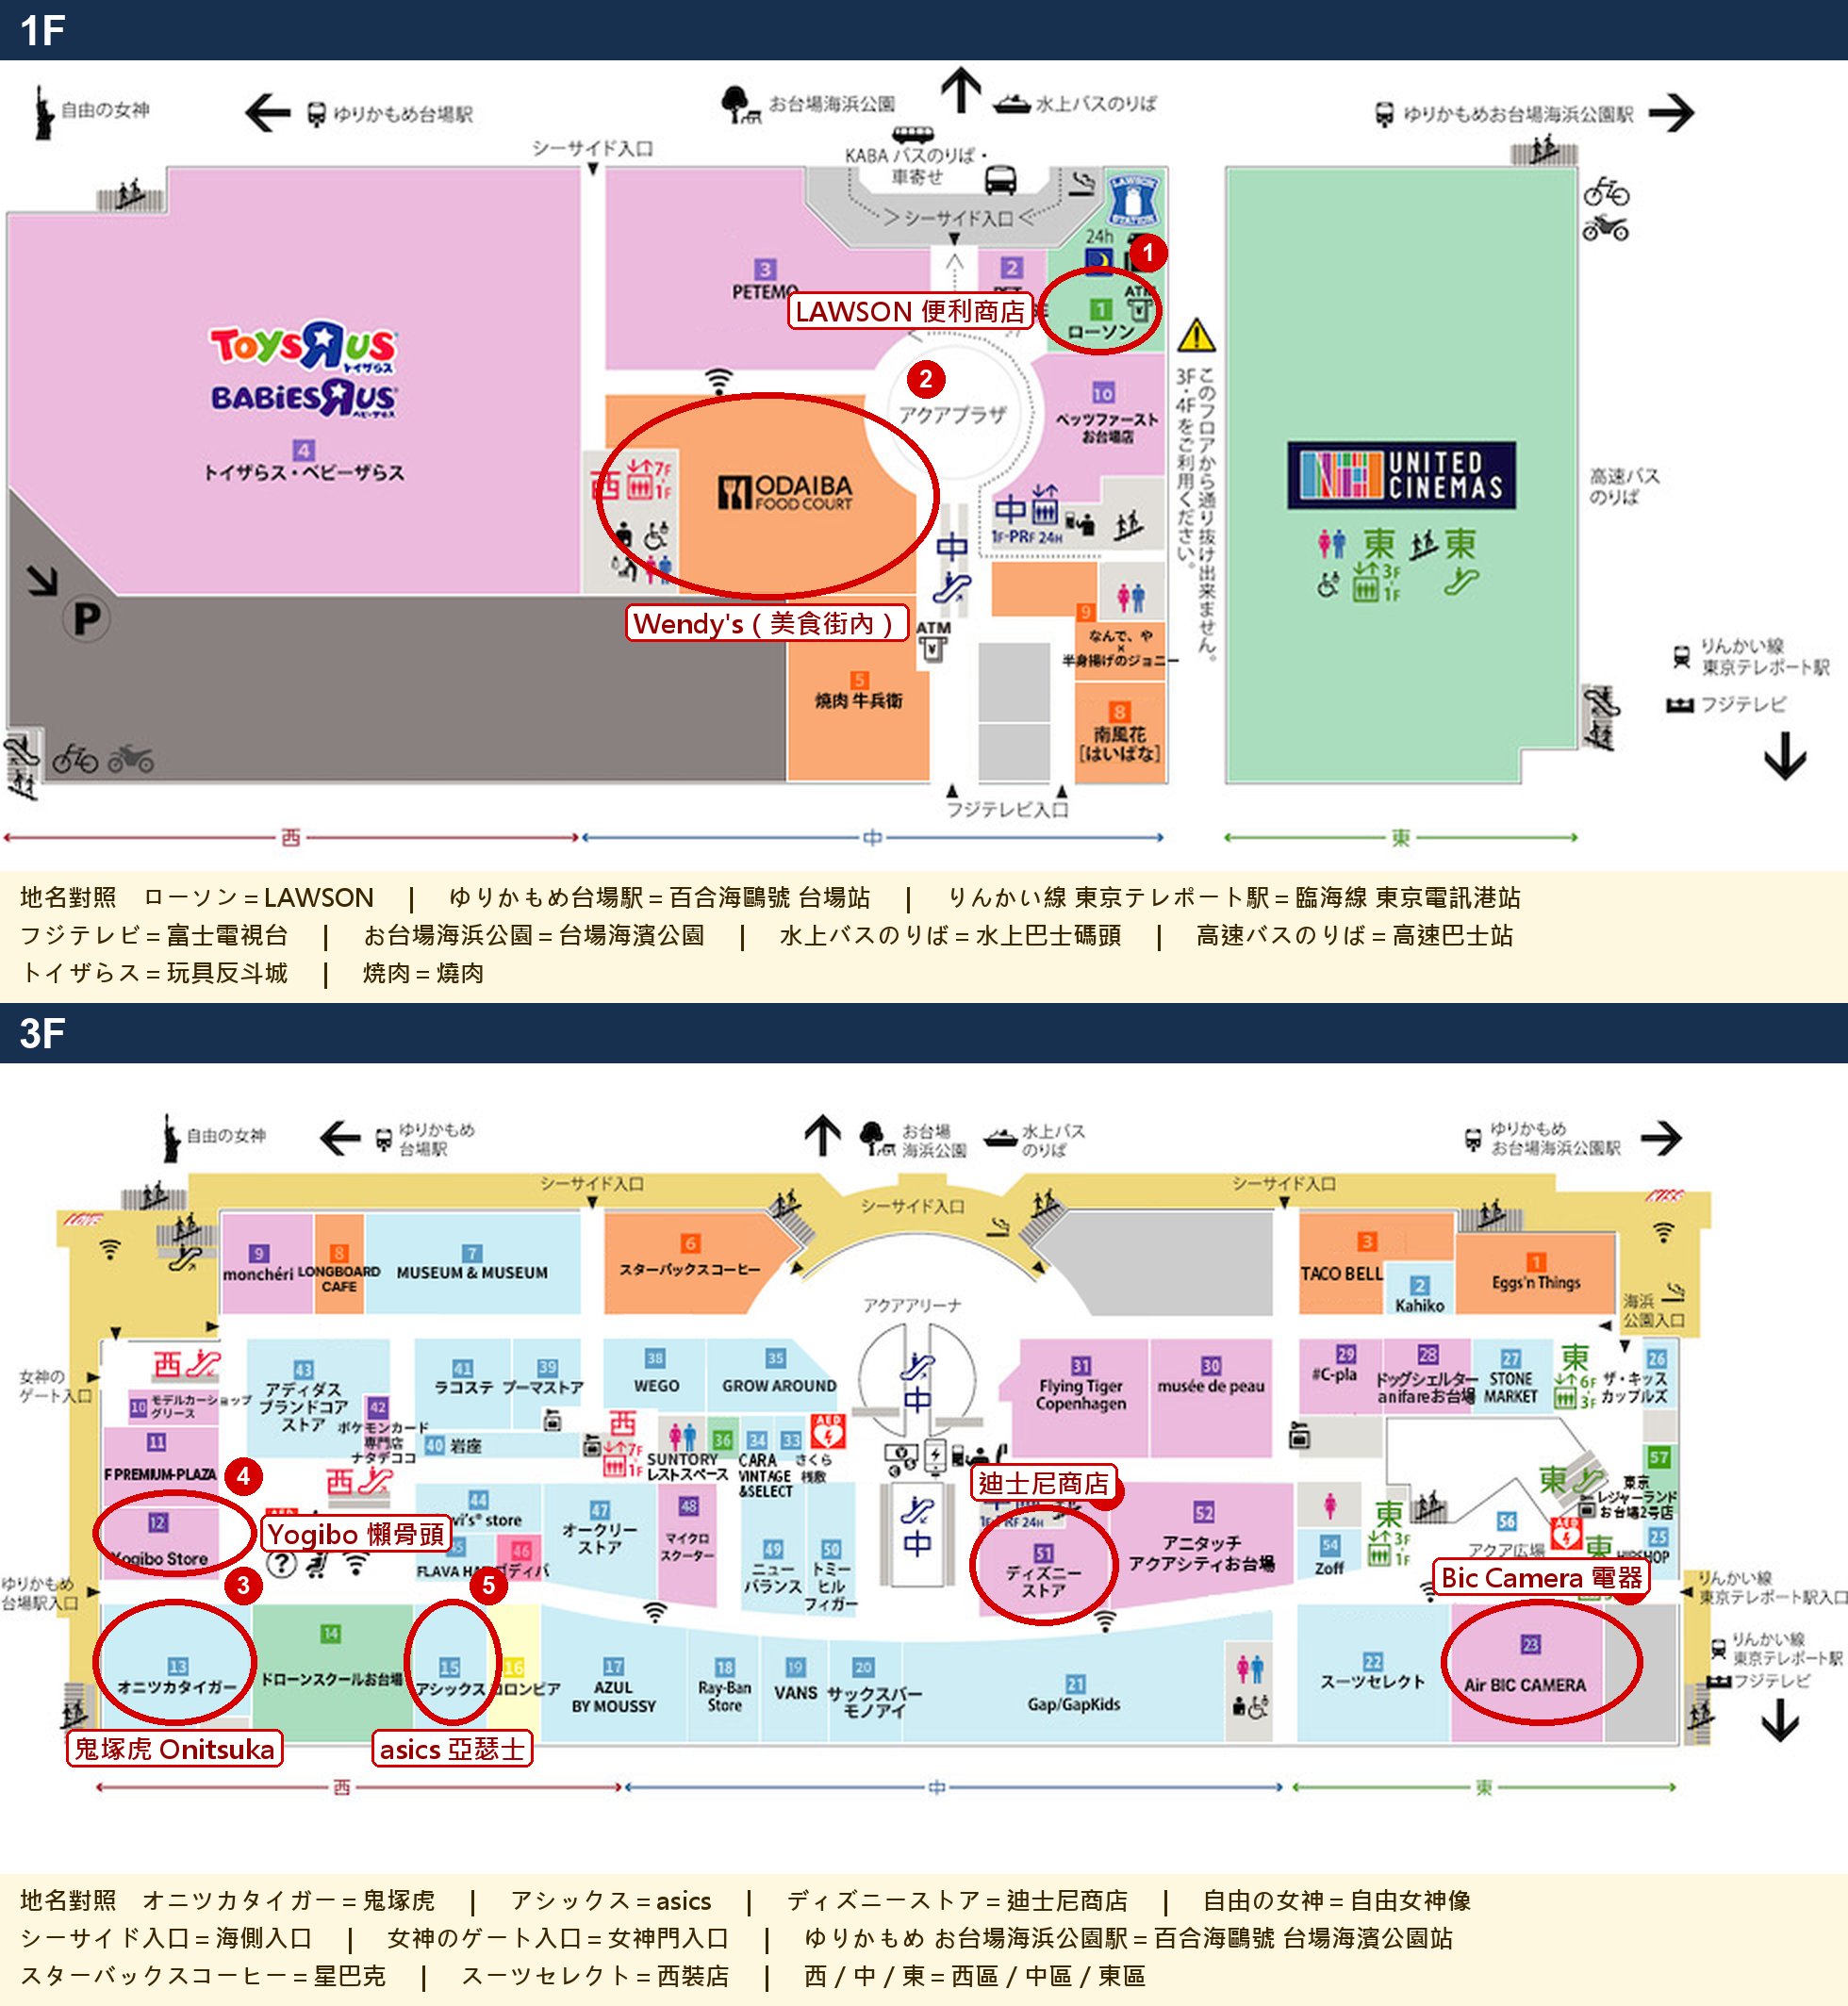 1F
自由の女神
ゆりかもめ台場駅
お台場海浜公園
水上バスのりば
ゆりかもめお台場海浜公園駅
シーサイド入口
KABA バスのりば・
車寄せ
シーサイド入口
LAWSON
STATION
24h
1
3
PETEMO
2
LAWSON 便利商店
ATM
1
ローソン
TOYSRUS
トイザらス
BABIESRUS
ベビーザらス
4
トイザらス・ベビーザらス
2
アクアプラザ
10
ペッツファースト
お台場店
このフロアから通り抜け出来ません。
3F・4Fをご利用ください。
西
7F
1F
ODAIBA
FOOD COURT
中
1F-PRF 24H
中
UNITED
CINEMAS
東
東
3F
1F
高速バス
のりば
P
Wendy's（美食街內）
ATM
9
なんで、や
×
半身揚げのジョニー
5
焼肉 牛兵衛
8
南風花
[はいばな]
りんかい線
東京テレポート駅
フジテレビ
フジテレビ入口
西
中
東
地名對照　ローソン＝LAWSON　|　ゆりかもめ台場駅＝百合海鷗號 台場站　|　りんかい線 東京テレポート駅＝臨海線 東京電訊港站
フジテレビ＝富士電視台　|　お台場海浜公園＝台場海濱公園　|　水上バスのりば＝水上巴士碼頭　|　高速バスのりば＝高速巴士站
トイザらス＝玩具反斗城　|　焼肉＝燒肉
3F
自由の女神
ゆりかもめ
台場駅
お台場
海浜公園
水上バス
のりば
ゆりかもめ
お台場海浜公園駅
シーサイド入口
シーサイド入口
シーサイド入口
9
monchéri
8
LONGBOARD
CAFE
7
MUSEUM & MUSEUM
6
スターバックスコーヒー
3
TACO BELL
2
Kahiko
1
Eggs'n Things
海浜
公園入口
アクアアリーナ
女神の
ゲート入口
西
10
モデルカーショップ
グリース
43
アディダス
ブランドコア
ストア
42
ポケモンカード
専門店
ナタデココ
41
ラコステ
39
プーマストア
40
岩座
38
WEGO
35
GROW AROUND
中
31
Flying Tiger
Copenhagen
30
musée de peau
29
#C-pla
28
ドッグシェルター
anifareお台場
27
STONE
MARKET
東
6F
3F
26
ザ・キッス
カップルズ
11
F PREMIUM-PLAZA
4
西
西
7F
1F
36
SUNTORY
レストスペース
34
CARA
VINTAGE
&SELECT
33
さくら
桟敷
AED
迪士尼商店
1F-PRF 24H
57
東京
レジャーランド
お台場2号店
東
12
Yogibo Store
Yogibo 懶骨頭
44
vi's® store
46
FLAVA HA
ゴディバ
47
オークリー
ストア
48
マイクロ
スクーター
49
ニュー
バランス
50
トミー
ヒル
フィガー
中
51
ディズニー
ストア
52
アニタッチ
アクアシティお台場
54
Zoff
東
3F
1F
56
アクア広場
AED
東
25
HIPSHOP
Bic Camera 電器
ゆりかもめ
台場駅入口
3
5
りんかい線
東京テレポート駅入口
13
オニツカタイガー
14
ドローンスクールお台場
15
アシックス
16
コロンビア
17
AZUL
BY MOUSSY
18
Ray-Ban
Store
19
VANS
20
サックスバー
モノアイ
21
Gap/GapKids
22
スーツセレクト
23
Air BIC CAMERA
りんかい線
東京テレポート駅
フジテレビ
鬼塚虎 Onitsuka
asics 亞瑟士
西
中
東
地名對照　オニツカタイガー＝鬼塚虎　|　アシックス＝asics　|　ディズニーストア＝迪士尼商店　|　自由の女神＝自由女神像
シーサイド入口＝海側入口　|　女神のゲート入口＝女神門入口　|　ゆりかもめ お台場海浜公園駅＝百合海鷗號 台場海濱公園站
スターバックスコーヒー＝星巴克　|　スーツセレクト＝西裝店　|　西 / 中 / 東＝西區 / 中區 / 東區